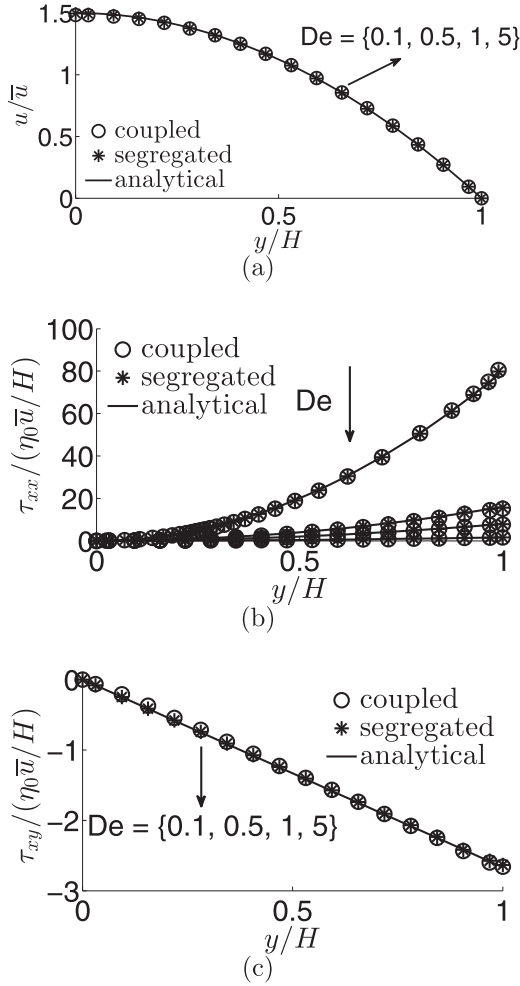 1.5
1
0.5
0
u/u̅
De = {0.1, 0.5, 1, 5}
coupled
segregated
analytical
0 0.5 1
y/H
(a)
100
80
60
40
20
0
τxx/(η0u̅/H)
coupled
segregated
analytical
De
0 0.5 1
y/H
(b)
0
−1
−2
−3
τxy/(η0u̅/H)
coupled
segregated
analytical
De = {0.1, 0.5, 1, 5}
0 0.5 1
y/H
(c)